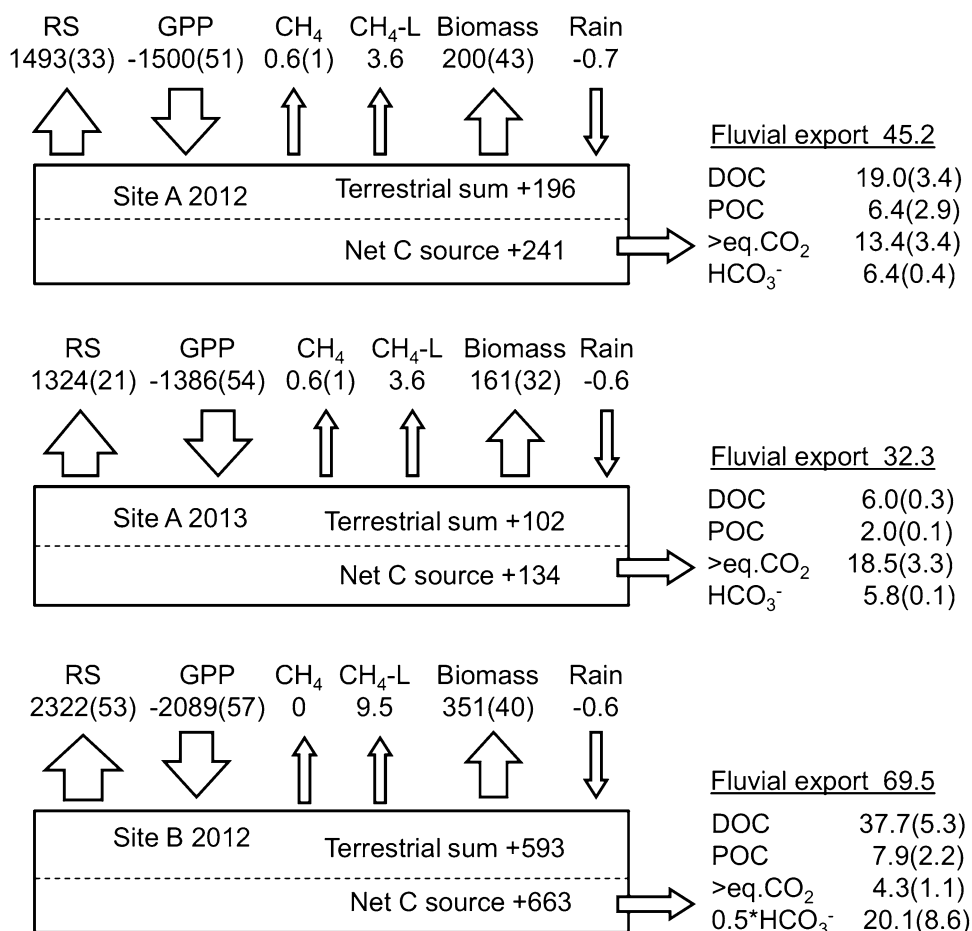 RS GPP CH₄ CH₄-L Biomass Rain
1493(33) -1500(51) 0.6(1) 3.6 200(43) -0.7
Site A 2012
Terrestrial sum +196
Net C source +241
Fluvial export 45.2
DOC 19.0(3.4)
POC 6.4(2.9)
>eq.CO₂ 13.4(3.4)
HCO₃⁻ 6.4(0.4)
RS GPP CH₄ CH₄-L Biomass Rain
1324(21) -1386(54) 0.6(1) 3.6 161(32) -0.6
Site A 2013
Terrestrial sum +102
Net C source +134
Fluvial export 32.3
DOC 6.0(0.3)
POC 2.0(0.1)
>eq.CO₂ 18.5(3.3)
HCO₃⁻ 5.8(0.1)
RS GPP CH₄ CH₄-L Biomass Rain
2322(53) -2089(57) 0 9.5 351(40) -0.6
Site B 2012
Terrestrial sum +593
Net C source +663
Fluvial export 69.5
DOC 37.7(5.3)
POC 7.9(2.2)
>eq.CO₂ 4.3(1.1)
0.5*HCO₃⁻ 20.1(8.6)